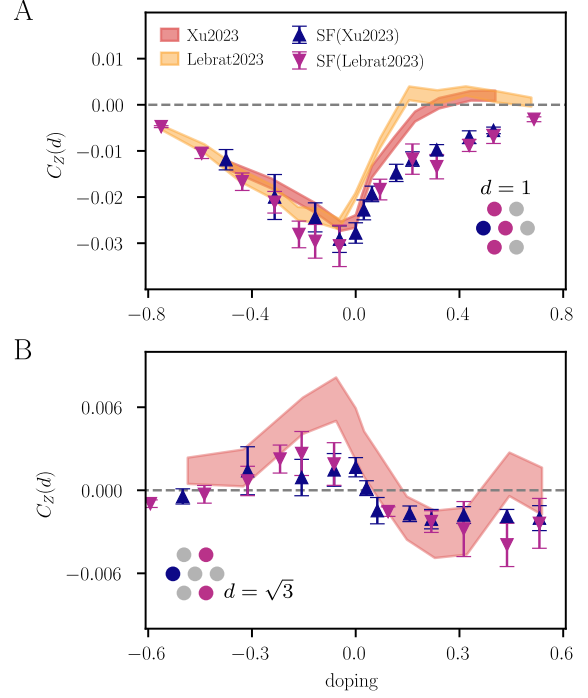 A
Xu2023
SF(Xu2023)
Lebrat2023
SF(Lebrat2023)
0.01
0.00
−0.01
−0.02
−0.03
C_Z(d)
d = 1
−0.8
−0.4
0.0
0.4
0.8
B
0.006
0.000
−0.006
C_Z(d)
d = √3
−0.6
−0.3
0.0
0.3
0.6
doping